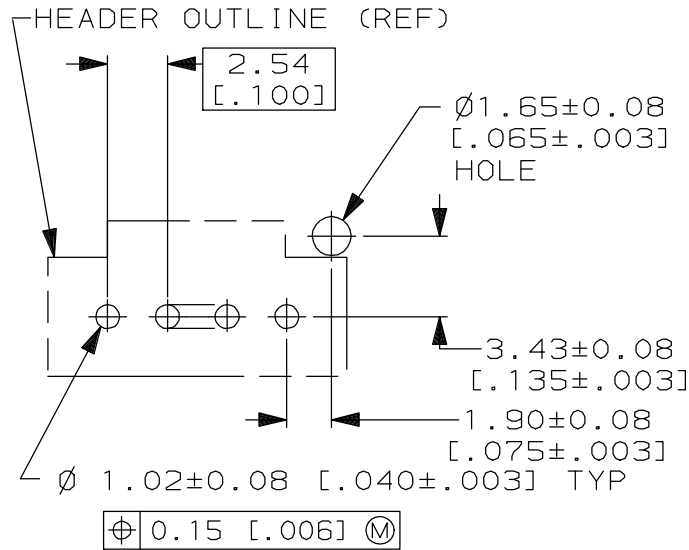 HEADER OUTLINE (REF)
2.54
[.100]
Ø1.65±0.08
[.065±.003]
HOLE
3.43±0.08
[.135±.003]
1.90±0.08
[.075±.003]
Ø 1.02±0.08 [.040±.003] TYP
⌖ 0.15 [.006] Ⓜ